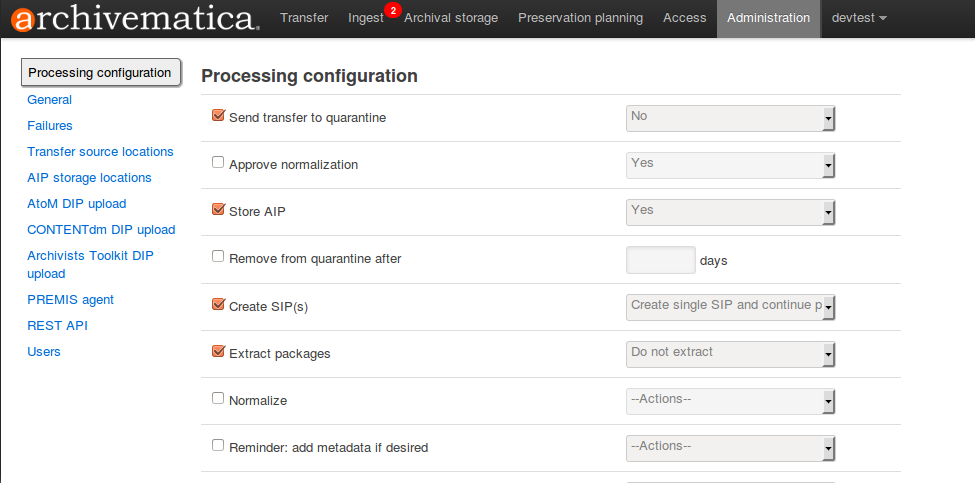 archivematica.
Transfer
Ingest
2
Archival storage
Preservation planning
Access
Administration
devtest
Processing configuration
General
Failures
Transfer source locations
AIP storage locations
AtoM DIP upload
CONTENTdm DIP upload
Archivists Toolkit DIP
upload
PREMIS agent
REST API
Users
Processing configuration
Send transfer to quarantine
No
Approve normalization
Yes
Store AIP
Yes
Remove from quarantine after
days
Create SIP(s)
Create single SIP and continue p
Extract packages
Do not extract
Normalize
--Actions--
Reminder: add metadata if desired
--Actions--